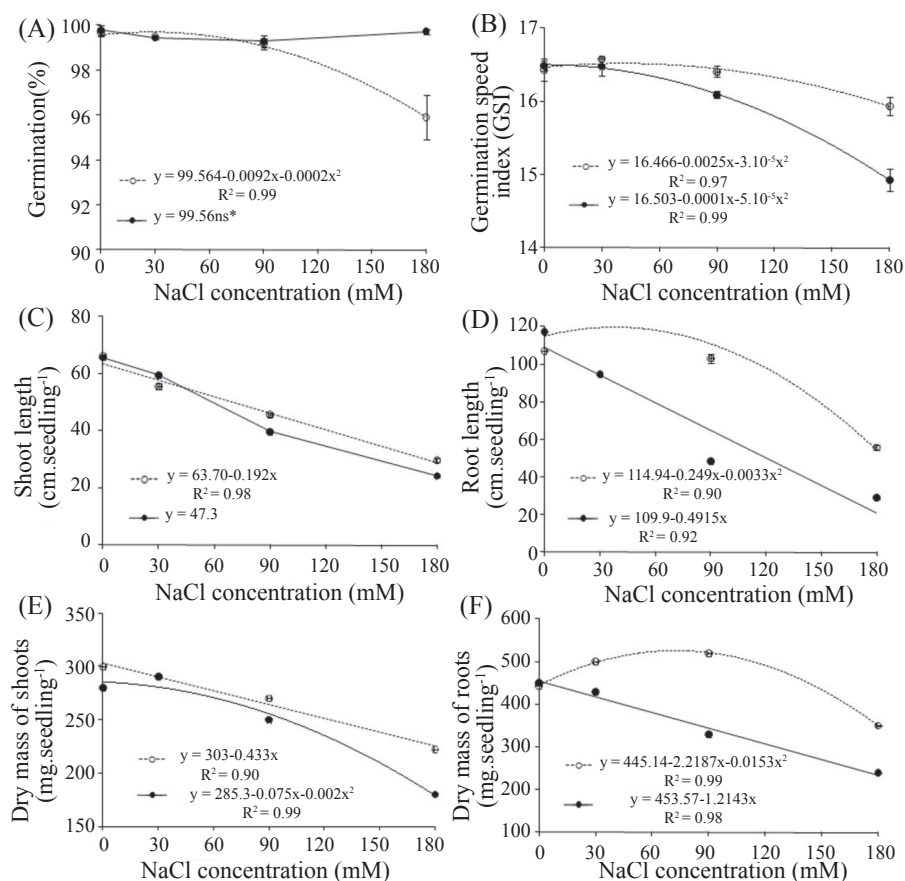 (A)
100
98
96
94
92
90
Germination(%)
y = 99.564-0.0092x-0.0002x²
R² = 0.99
y = 99.56ns*
0 30 60 90 120 150 180
NaCl concentration (mM)
(B)
17
16
15
14
Germination speed
index (GSI)
y = 16.466-0.0025x-3.10⁻⁵x²
R² = 0.97
y = 16.503-0.0001x-5.10⁻⁵x²
R² = 0.99
0 30 60 90 120 150 180
NaCl concentration (mM)
(C)
80
60
40
20
0
Shoot length
(cm.seedling⁻¹)
y = 63.70-0.192x
R² = 0.98
y = 47.3
0 30 60 90 120 150 180
NaCl concentration (mM)
(D)
120
100
80
60
40
20
0
Root length
(cm.seedling⁻¹)
y = 114.94-0.249x-0.0033x²
R² = 0.90
y = 109.9-0.4915x
R² = 0.92
0 30 60 90 120 150 180
NaCl concentration (mM)
(E)
350
300
250
200
150
Dry mass of shoots
(mg.seedling⁻¹)
y = 303-0.433x
R² = 0.90
y = 285.3-0.075x-0.002x²
R² = 0.99
0 30 60 90 120 150 180
NaCl concentration (mM)
(F)
600
500
400
300
200
100
Dry mass of roots
(mg.seedling⁻¹)
y = 445.14-2.2187x-0.0153x²
R² = 0.99
y = 453.57-1.2143x
R² = 0.98
0 30 60 90 120 150 180
NaCl concentration (mM)